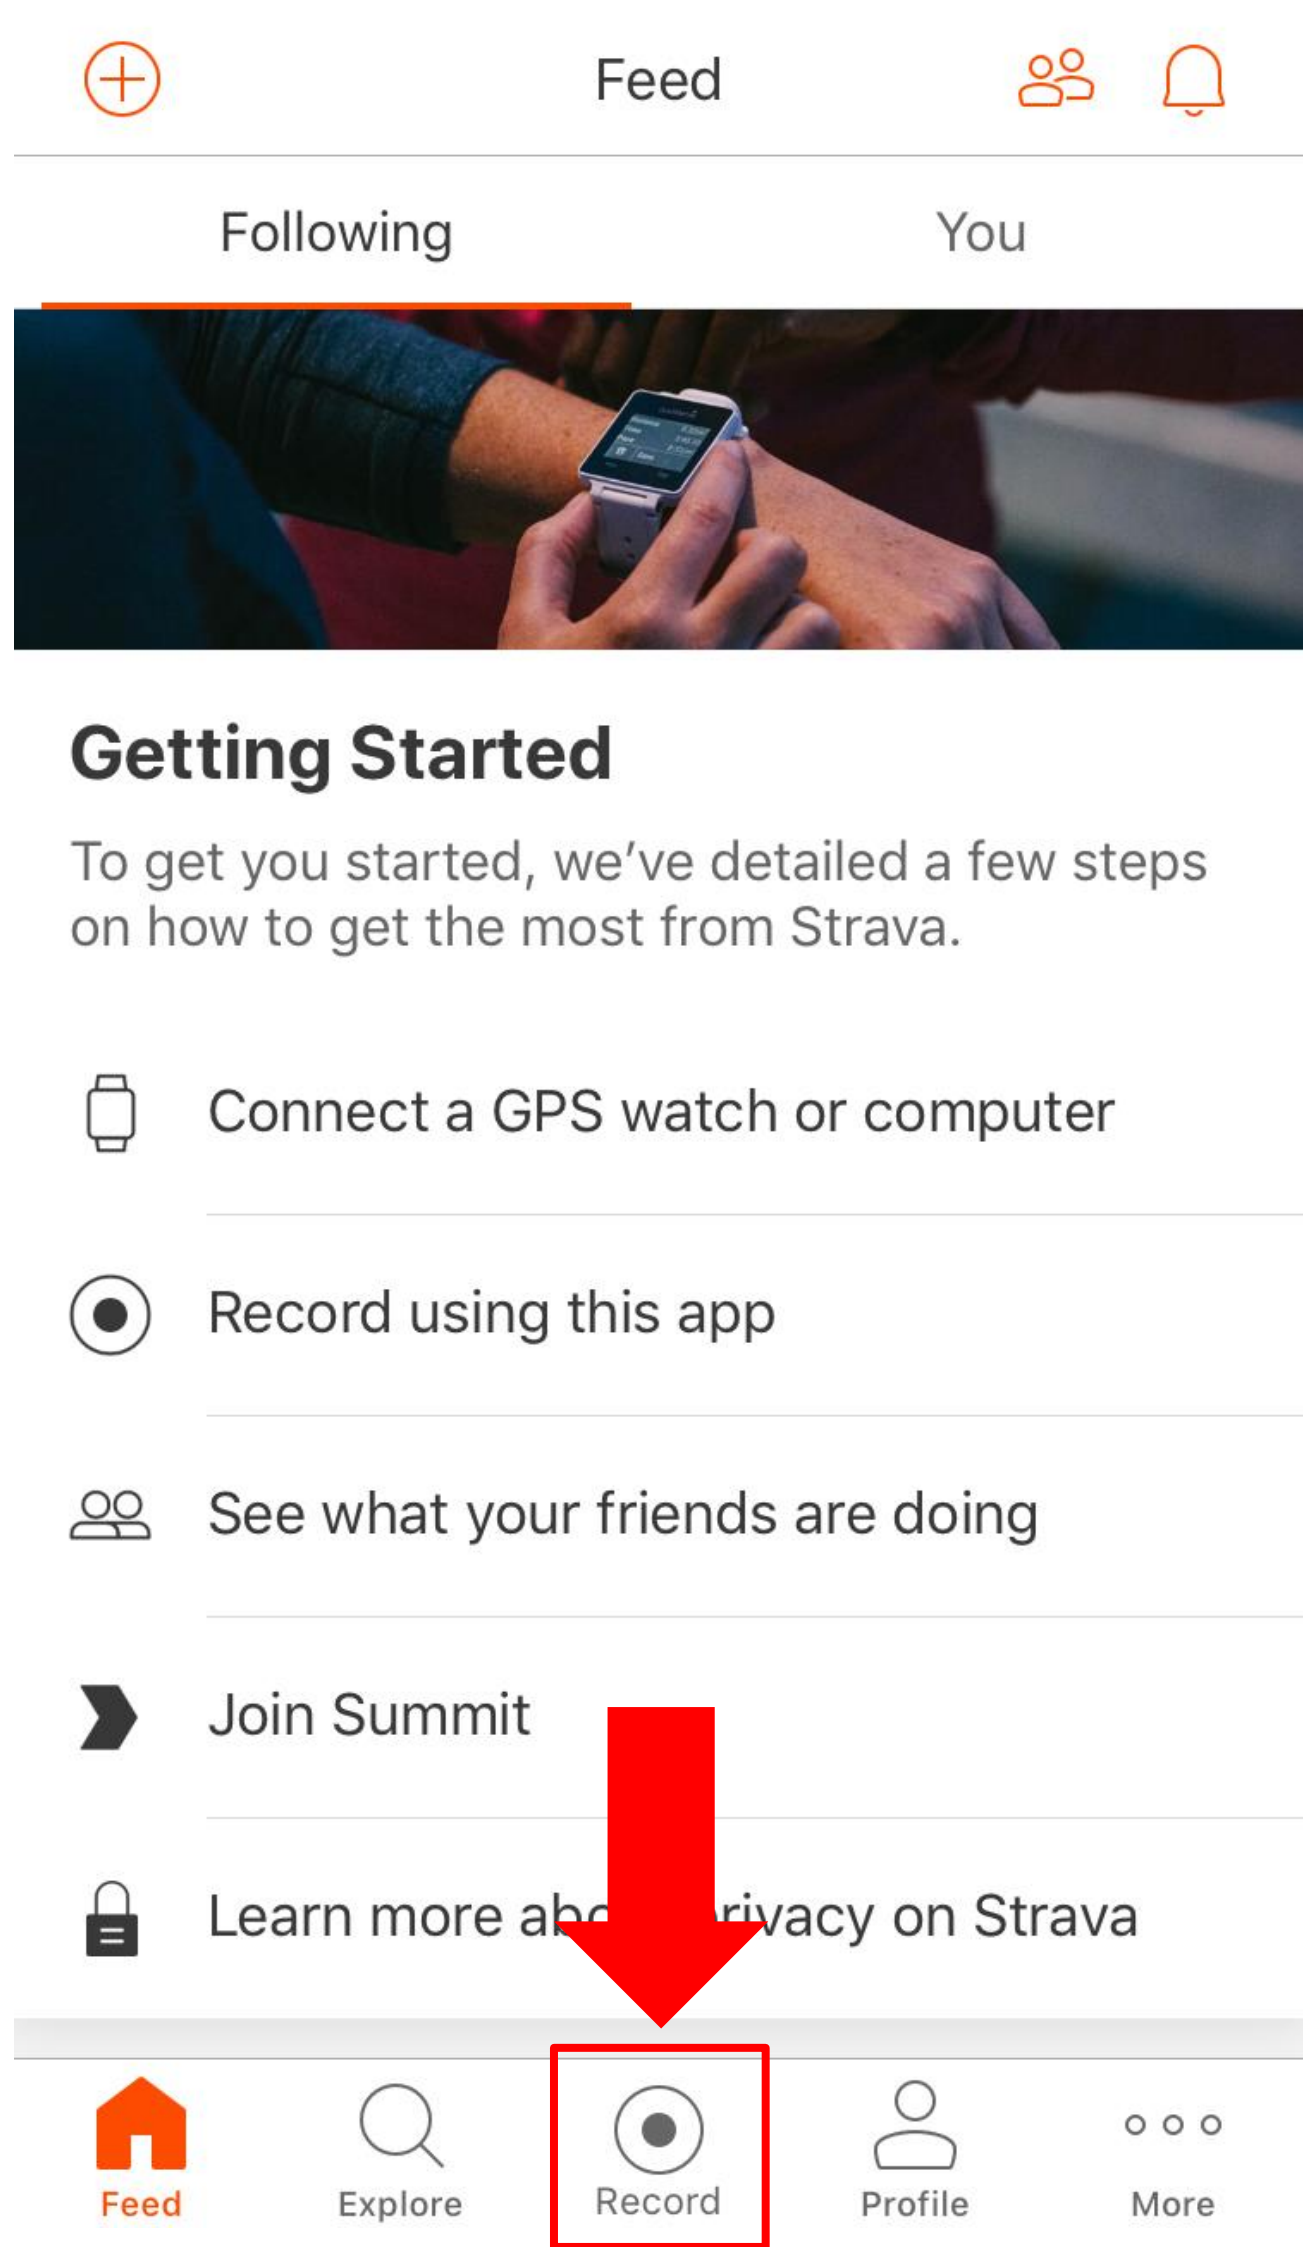 Feed
Following
You
Getting Started
To get you started, we’ve detailed a few steps
on how to get the most from Strava.
Connect a GPS watch or computer
Record using this app
See what your friends are doing
Join Summit
Learn more privacy on Strava
Feed
Explore
Record
Profile
More